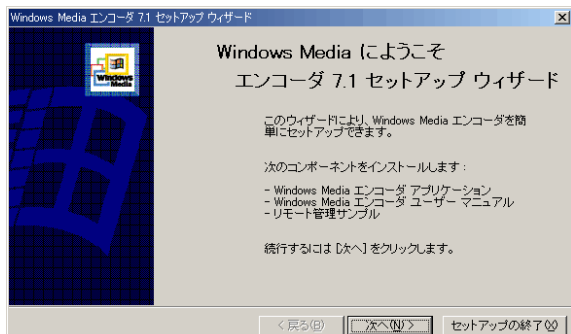 Windows Media エンコーダ 7.1 セットアップ ウィザード
Windows Media
Windows Media にようこそ
エンコーダ 7.1 セットアップ ウィザード
このウィザードにより、Windows Media エンコーダを簡
単にセットアップできます。
次のコンポーネントをインストールします :
- Windows Media エンコーダ アプリケーション
- Windows Media エンコーダ ユーザー マニュアル
- リモート管理サンプル
続行するには [次へ] をクリックします。
< 戻る(B)
次へ(N) >
セットアップの終了(X)